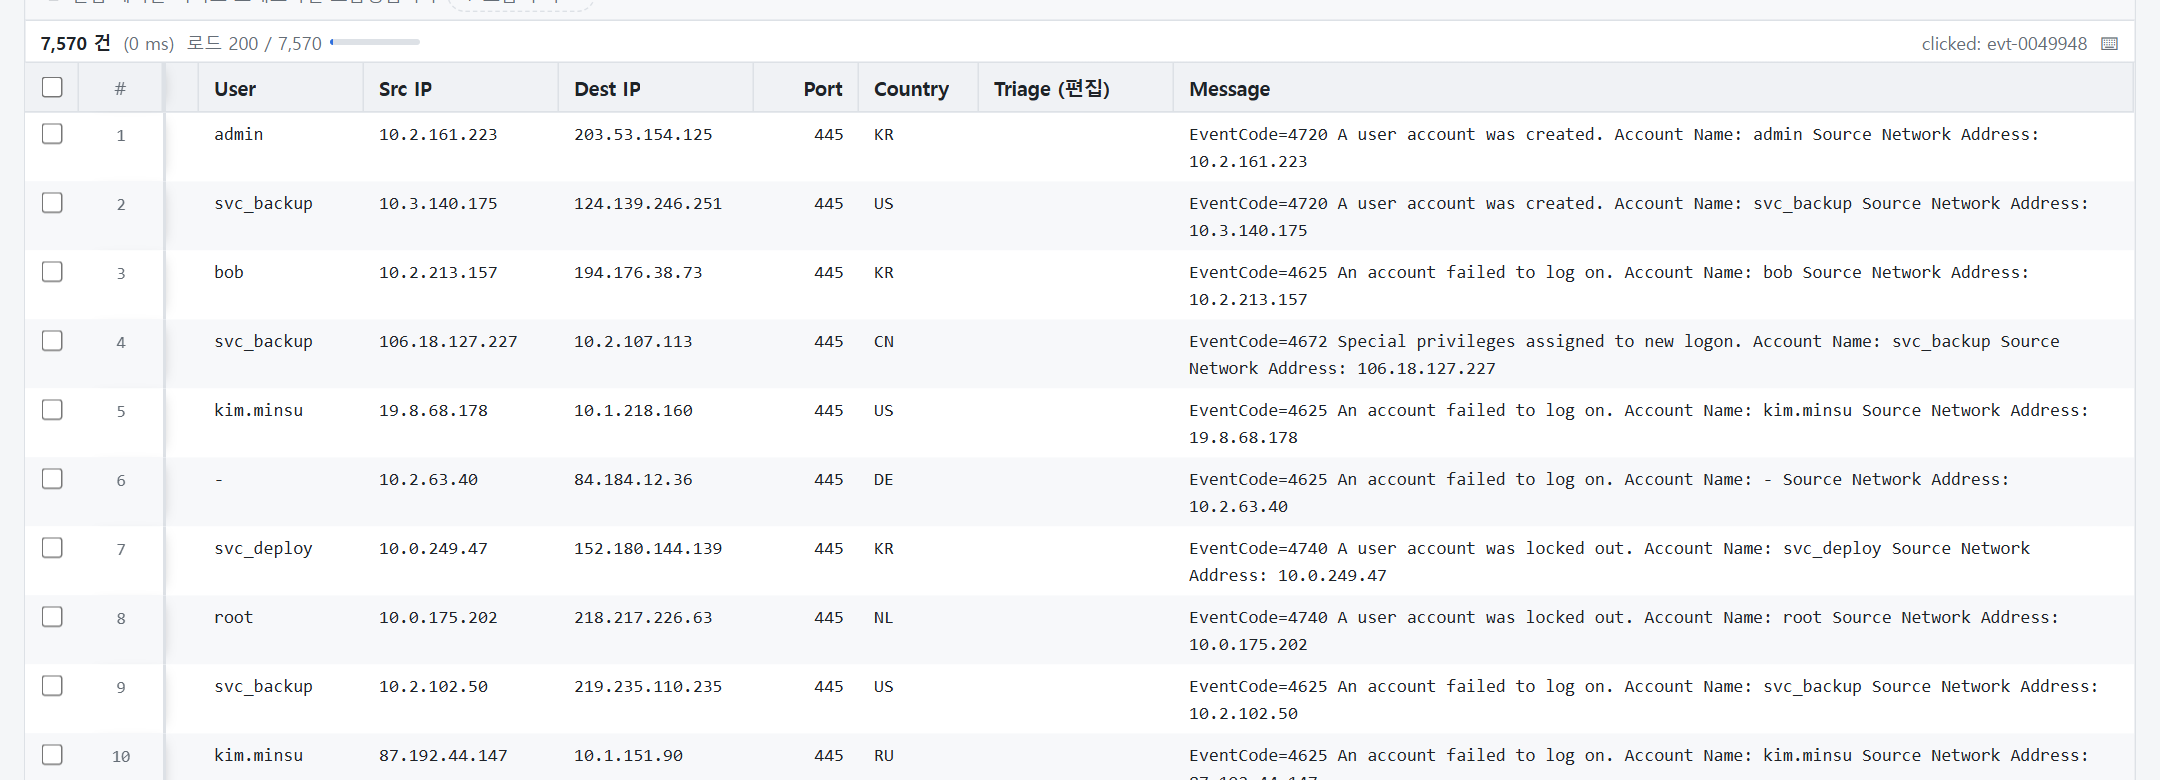 7,570 건 (0 ms) 로드 200 / 7,570 clicked: evt-0049948
# User Src IP Dest IP Port Country Triage (편집) Message
1 admin 10.2.161.223 203.53.154.125 445 KR EventCode=4720 A user account was created. Account Name: admin Source Network Address:
10.2.161.223
2 svc_backup 10.3.140.175 124.139.246.251 445 US EventCode=4720 A user account was created. Account Name: svc_backup Source Network Address:
10.3.140.175
3 bob 10.2.213.157 194.176.38.73 445 KR EventCode=4625 An account failed to log on. Account Name: bob Source Network Address:
10.2.213.157
4 svc_backup 106.18.127.227 10.2.107.113 445 CN EventCode=4672 Special privileges assigned to new logon. Account Name: svc_backup Source
Network Address: 106.18.127.227
5 kim.minsu 19.8.68.178 10.1.218.160 445 US EventCode=4625 An account failed to log on. Account Name: kim.minsu Source Network Address:
19.8.68.178
6 - 10.2.63.40 84.184.12.36 445 DE EventCode=4625 An account failed to log on. Account Name: - Source Network Address:
10.2.63.40
7 svc_deploy 10.0.249.47 152.180.144.139 445 KR EventCode=4740 A user account was locked out. Account Name: svc_deploy Source Network
Address: 10.0.249.47
8 root 10.0.175.202 218.217.226.63 445 NL EventCode=4740 A user account was locked out. Account Name: root Source Network Address:
10.0.175.202
9 svc_backup 10.2.102.50 219.235.110.235 445 US EventCode=4625 An account failed to log on. Account Name: svc_backup Source Network Address:
10.2.102.50
10 kim.minsu 87.192.44.147 10.1.151.90 445 RU EventCode=4625 An account failed to log on. Account Name: kim.minsu Source Network Address: